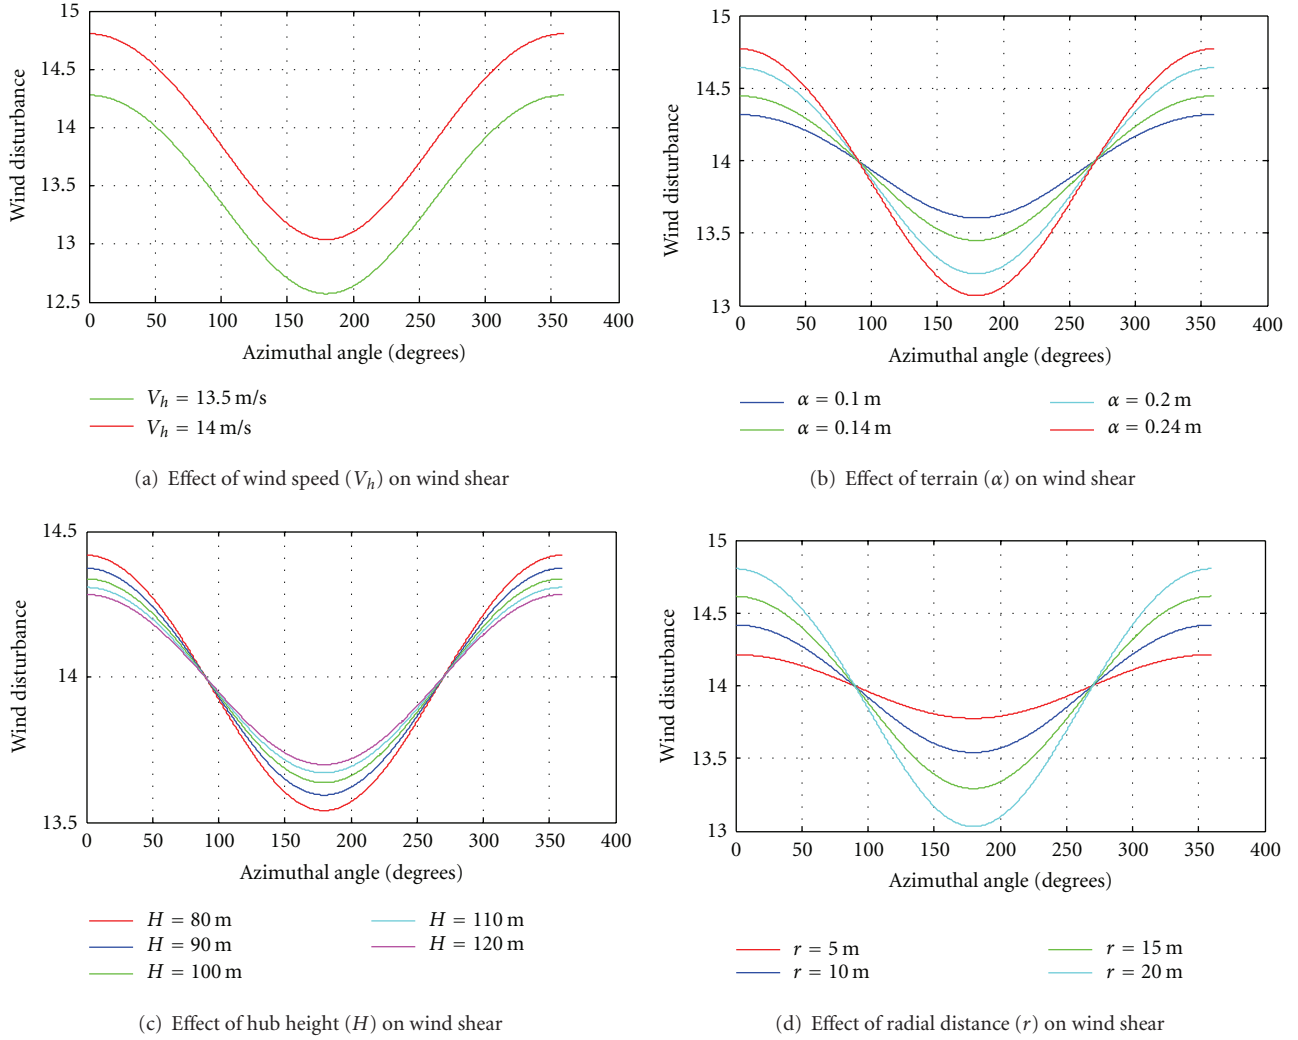 15
14.5
14
13.5
13
12.5
Wind disturbance
0 50 100 150 200 250 300 350 400
Azimuthal angle (degrees)
V_h = 13.5 m/s
V_h = 14 m/s
(a) Effect of wind speed (V_h) on wind shear
15
14.5
14
13.5
13
Wind disturbance
0 50 100 150 200 250 300 350 400
Azimuthal angle (degrees)
α = 0.1 m
α = 0.14 m
α = 0.2 m
α = 0.24 m
(b) Effect of terrain (α) on wind shear
14.5
14
13.5
Wind disturbance
0 50 100 150 200 250 300 350 400
Azimuthal angle (degrees)
H = 80 m
H = 90 m
H = 100 m
H = 110 m
H = 120 m
(c) Effect of hub height (H) on wind shear
15
14.5
14
13.5
13
Wind disturbance
0 50 100 150 200 250 300 350 400
Azimuthal angle (degrees)
r = 5 m
r = 10 m
r = 15 m
r = 20 m
(d) Effect of radial distance (r) on wind shear